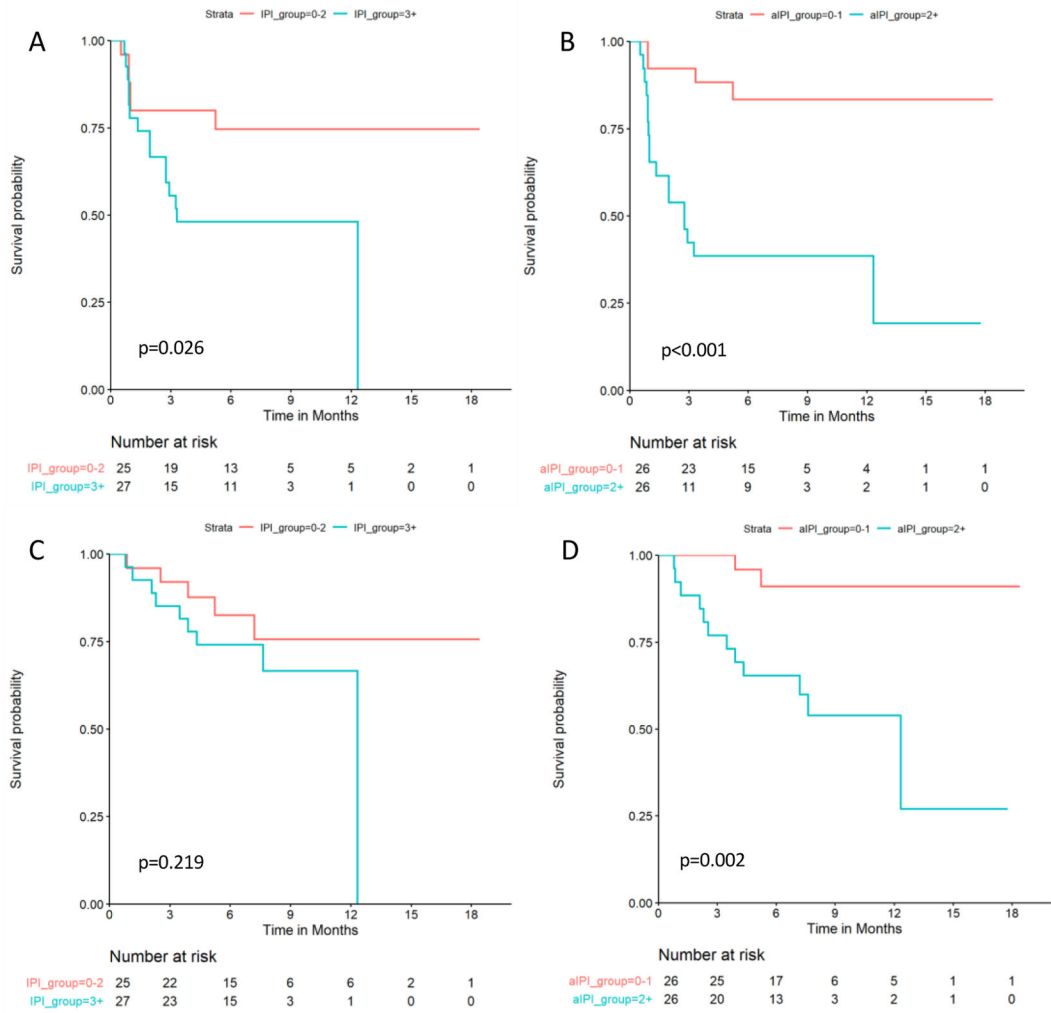 Strata IPI_group=0-2 IPI_group=3+
A
Survival probability
1.00
0.75
0.50
0.25
0.00
p=0.026
0 3 6 9 12 15 18
Time in Months
Number at risk
IPI_group=0-2 25 19 13 5 5 2 1
IPI_group=3+ 27 15 11 3 1 0 0
Strata aIPI_group=0-1 aIPI_group=2+
B
Survival probability
1.00
0.75
0.50
0.25
0.00
p<0.001
0 3 6 9 12 15 18
Time in Months
Number at risk
aIPI_group=0-1 26 23 15 5 4 1 1
aIPI_group=2+ 26 11 9 3 2 1 0
Strata IPI_group=0-2 IPI_group=3+
C
Survival probability
1.00
0.75
0.50
0.25
0.00
p=0.219
0 3 6 9 12 15 18
Time in Months
Number at risk
IPI_group=0-2 25 22 15 6 6 2 1
IPI_group=3+ 27 23 15 3 1 0 0
Strata aIPI_group=0-1 aIPI_group=2+
D
Survival probability
1.00
0.75
0.50
0.25
0.00
p=0.002
0 3 6 9 12 15 18
Time in Months
Number at risk
aIPI_group=0-1 26 25 17 6 5 1 1
aIPI_group=2+ 26 20 13 3 2 1 0